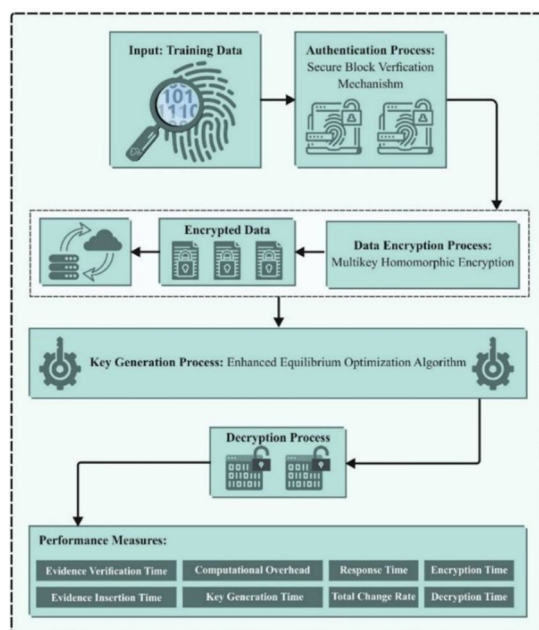 Input: Training Data
101
1110
Authentication Process:
Secure Block Verfication
Mechanishm
Encrypted Data
Data Encryption Process:
Multikey Homomorphic Encryption
Key Generation Process: Enhanced Equilibrium Optimization Algorithm
Decryption Process
Performance Measures:
Evidence Verification Time
Computational Overhead
Response Time
Encryption Time
Evidence Insertion Time
Key Generation Time
Total Change Rate
Decryption Time